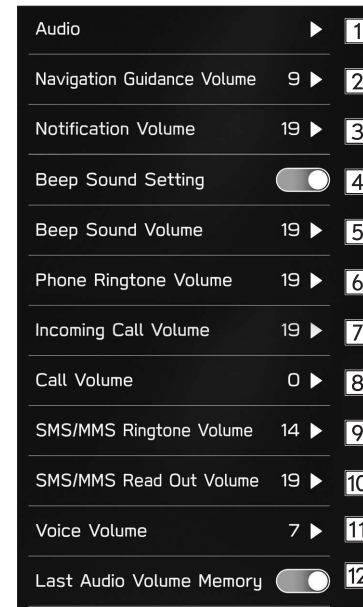 Audio 1
Navigation Guidance Volume 9 2
Notification Volume 19 3
Beep Sound Setting 4
Beep Sound Volume 19 5
Phone Ringtone Volume 19 6
Incoming Call Volume 19 7
Call Volume 0 8
SMS/MMS Ringtone Volume 14 9
SMS/MMS Read Out Volume 19 10
Voice Volume 7 11
Last Audio Volume Memory 12